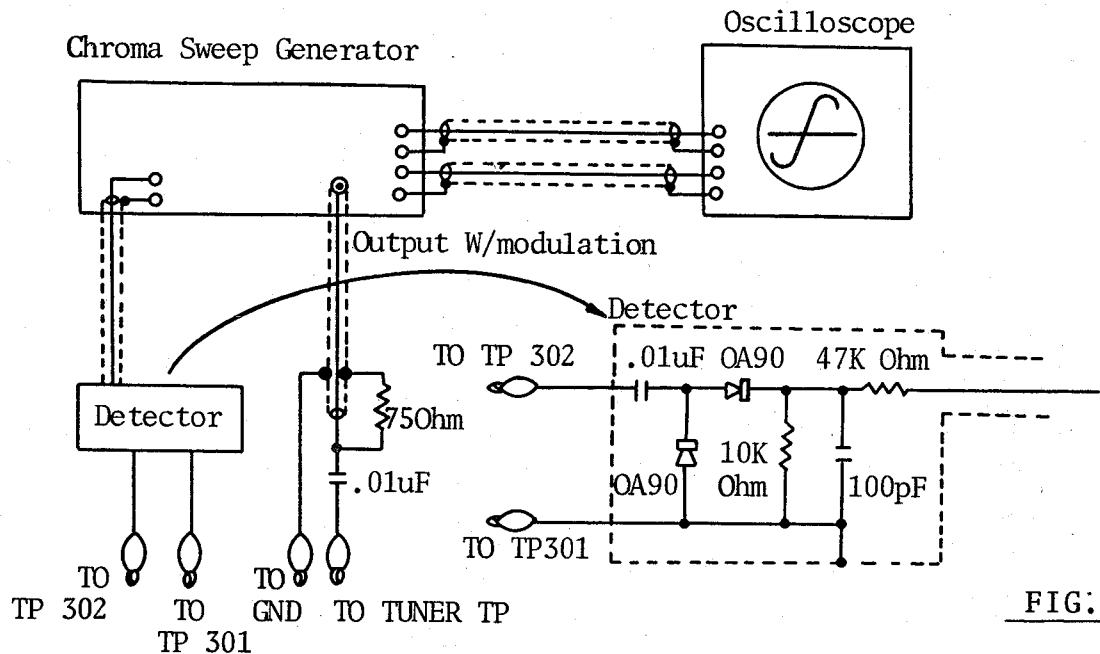 Oscilloscope
Chroma Sweep Generator
Output W/modulation
Detector
TO TP 302
.01uF OA90 47K Ohm
Detector
75Ohm
10K
Ohm
OA90
100pF
.01uF
TO TP301
TO
TP 302
TO
TP 301
TO
GND
TO TUNER TP
FIG.